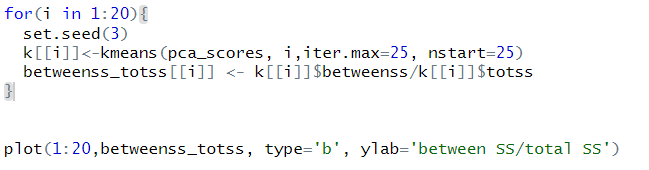 for(i in 1:20){
set.seed(3)
k[[i]]<-kmeans(pca_scores, i,iter.max=25, nstart=25)
betweenss_totss[[i]] <- k[[i]]$betweenss/k[[i]]$totss
}
plot(1:20,betweenss_totss, type='b', ylab='between SS/total SS')